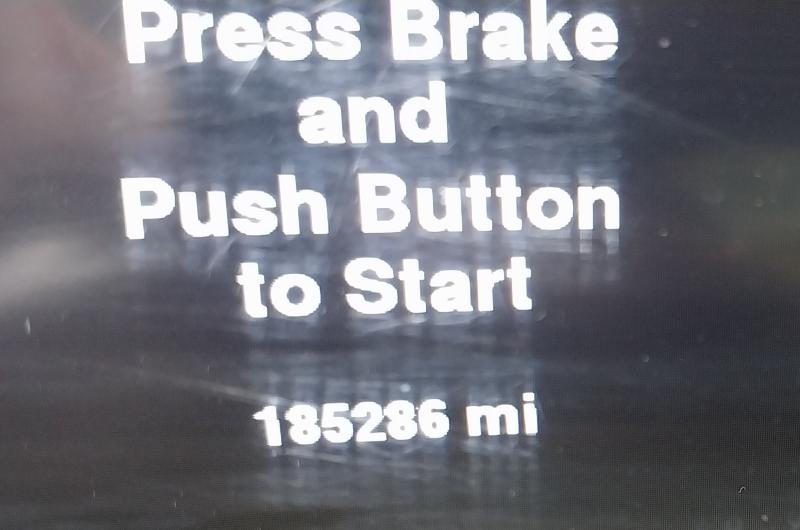 Press Brake
and
Push Button
to Start
185286 mi